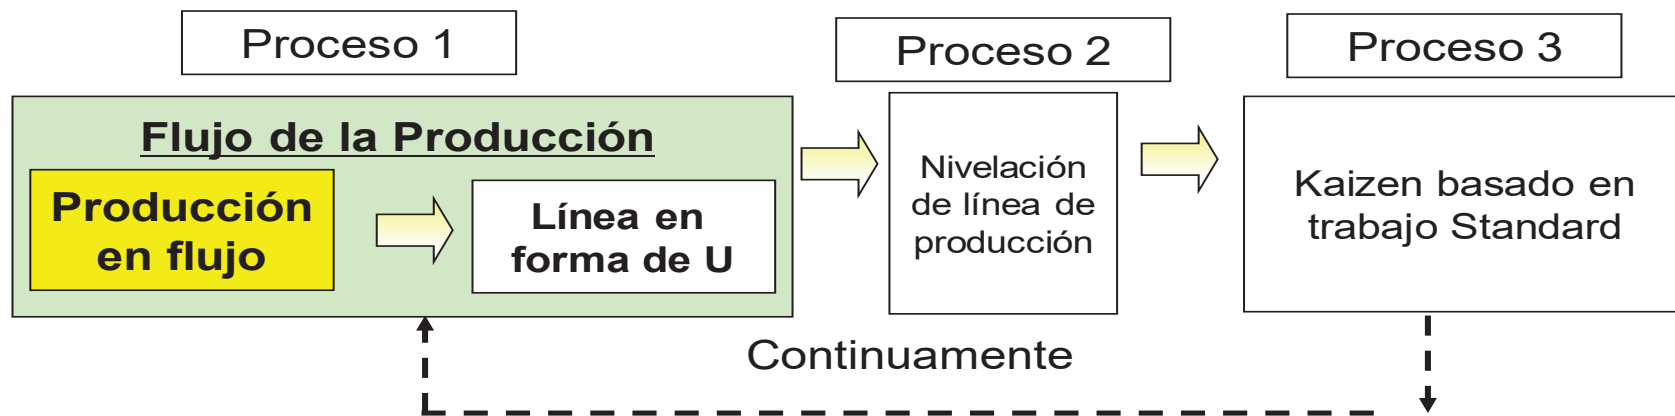 Proceso 1
Proceso 2
Proceso 3
Flujo de la Producción
Producción
en flujo
Línea en
forma de U
Nivelación
de línea de
producción
Kaizen basado en
trabajo Standard
Continuamente